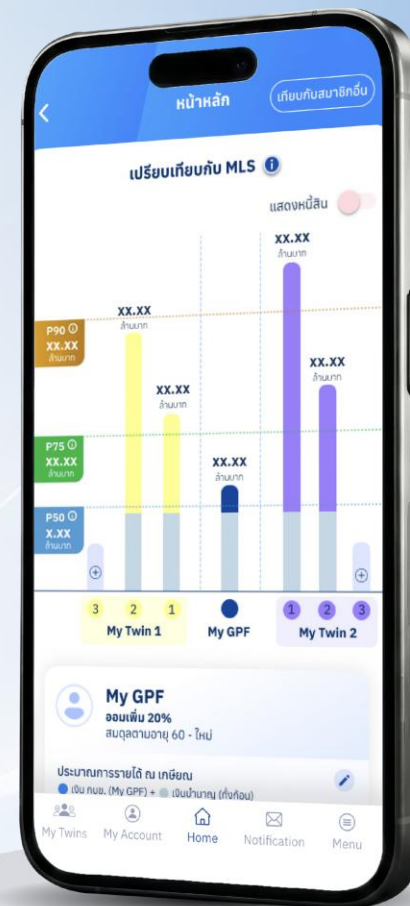 หน้าหลัก
เทียบกับสมาชิกอื่น
เปรียบเทียบกับ MLS
แสดงหนี้สิน
XX.XX
ล้านบาท
XX.XX
ล้านบาท
P90
XX.XX
ล้านบาท
XX.XX
ล้านบาท
XX.XX
ล้านบาท
P75
XX.XX
ล้านบาท
XX.XX
ล้านบาท
P50
X.XX
ล้านบาท
3 2 1 1 2 3
My Twin 1 My GPF My Twin 2
My GPF
ออมเพิ่ม 20%
สมดุลตามอายุ 60 - ใหม่
ประมาณการรายได้ ณ เกษียณ
เงิน กบข. (My GPF) + เงินบำนาญ (ทั้งก้อน)
My Twins My Account Home Notification Menu